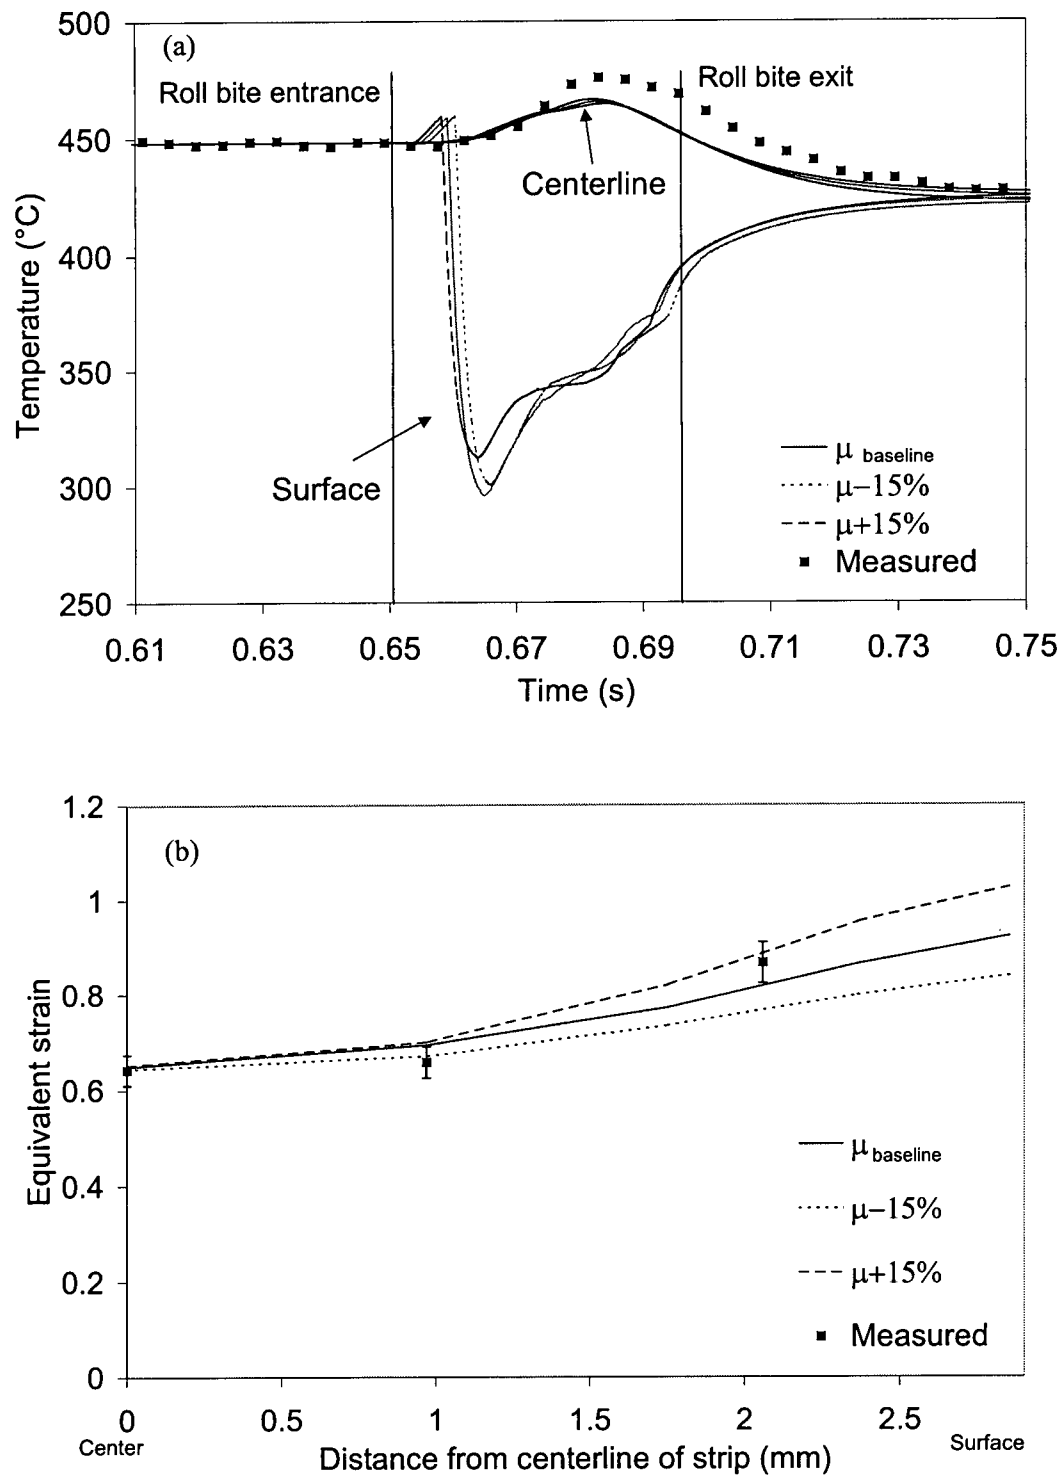 500
(a)
Roll bite entrance
Roll bite exit
450
Centerline
400
Temperature (°C)
350
Surface
300
250
μ baseline
μ−15%
μ+15%
Measured
0.61 0.63 0.65 0.67 0.69 0.71 0.73 0.75
Time (s)
1.2
(b)
1
0.8
Equivalent strain
0.6
0.4
0.2
0
μ baseline
μ−15%
μ+15%
Measured
0 0.5 1 1.5 2 2.5
Center
Distance from centerline of strip (mm)
Surface